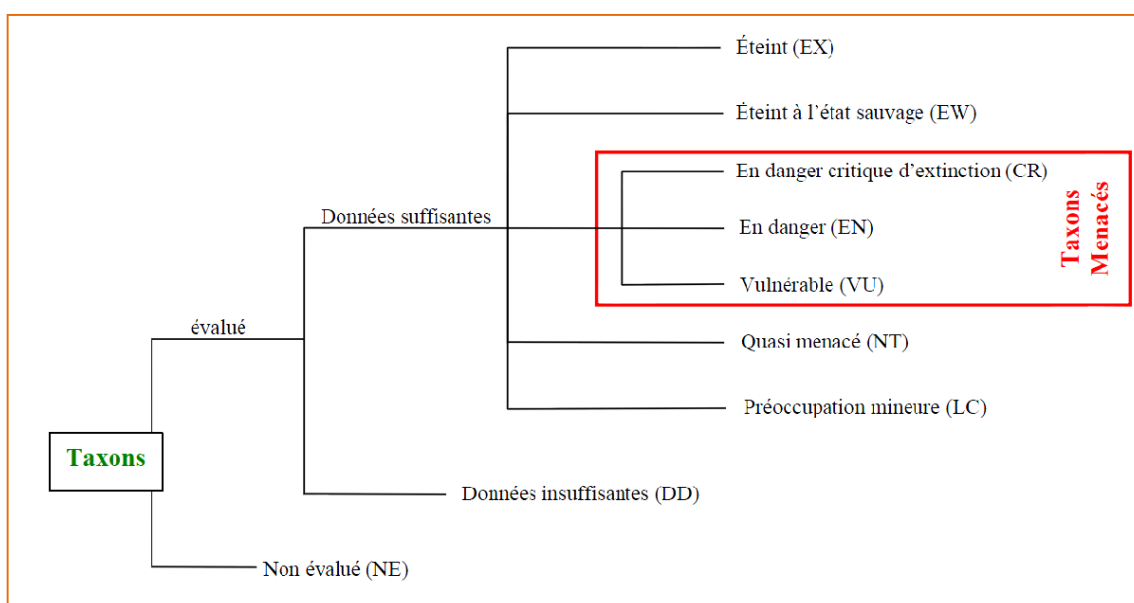 Éteint (EX)
Éteint à l’état sauvage (EW)
En danger critique d’extinction (CR)
Taxons
Menacés
Données suffisantes
En danger (EN)
Vulnérable (VU)
évalué
Quasi menacé (NT)
Préoccupation mineure (LC)
Taxons
Données insuffisantes (DD)
Non évalué (NE)